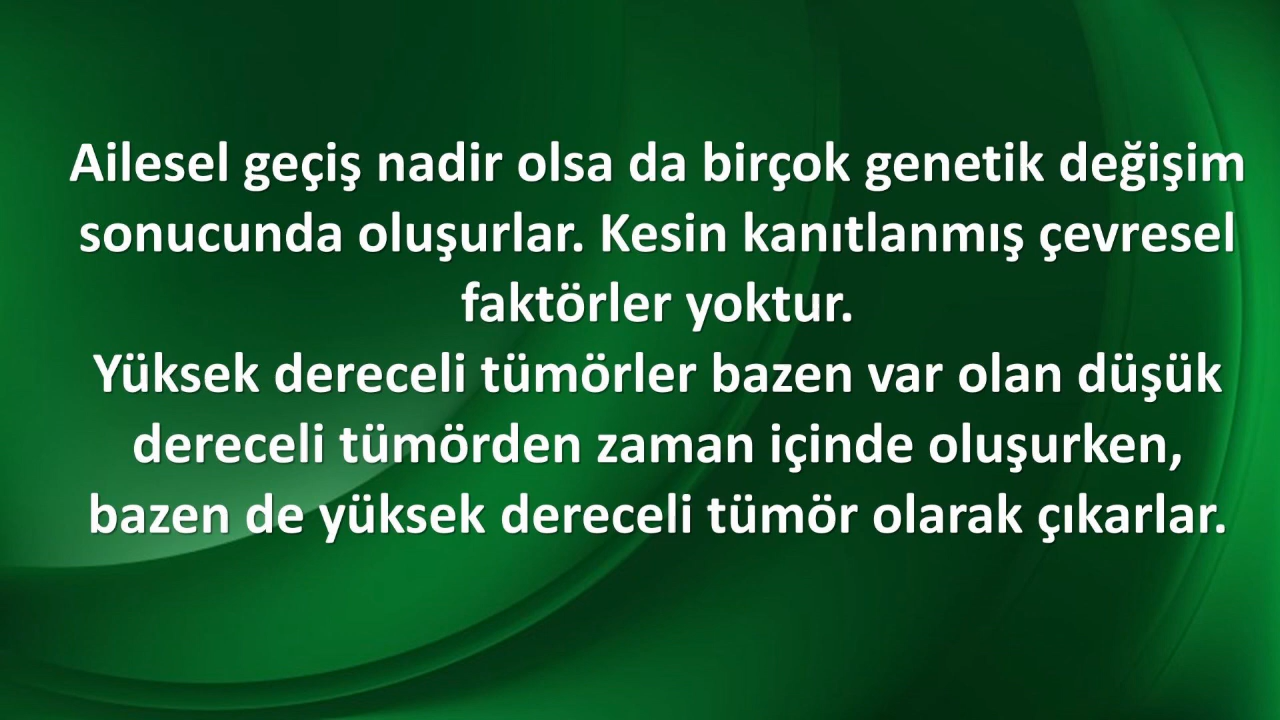 Ailesel geçiş nadir olsa da birçok genetik değişim
sonucunda oluşurlar. Kesin kanıtlanmış çevresel
faktörler yoktur.
Yüksek dereceli tümörler bazen var olan düşük
dereceli tümörden zaman içinde oluşurken,
bazen de yüksek dereceli tümör olarak çıkarlar.